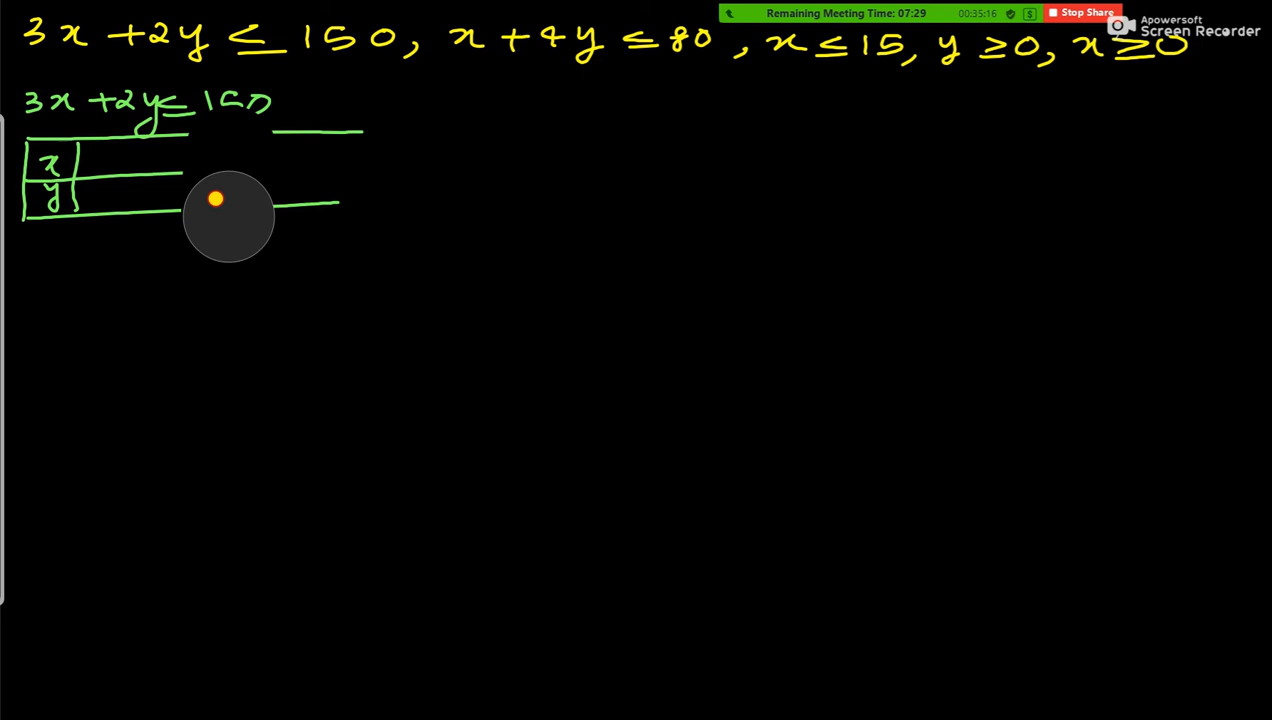 Remaining Meeting Time: 07:29 00:35:16 Stop Share
Apowersoft
Screen Recorder
3x + 2y ≤ 150, x + 4y ≤ 80, x ≤ 15, y ≥ 0, x ≥ 0
3x + 2y ≤ 150
x
y